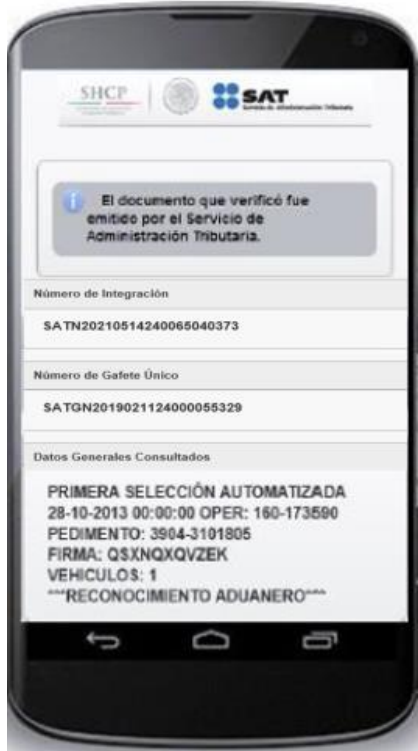 SHCP
SAT
El documento que verificó fue
emitido por el Servicio de
Administración Tributaria.
Número de Integración
SATN20210514240065040373
Número de Gafete Único
SATGN2019021124000055329
Datos Generales Consultados
PRIMERA SELECCIÓN AUTOMATIZADA
28-10-2013 00:00:00 OPER: 160-173590
PEDIMENTO: 3904-3101805
FIRMA: QSXNQXQVZEK
VEHICULOS: 1
***RECONOCIMIENTO ADUANERO***